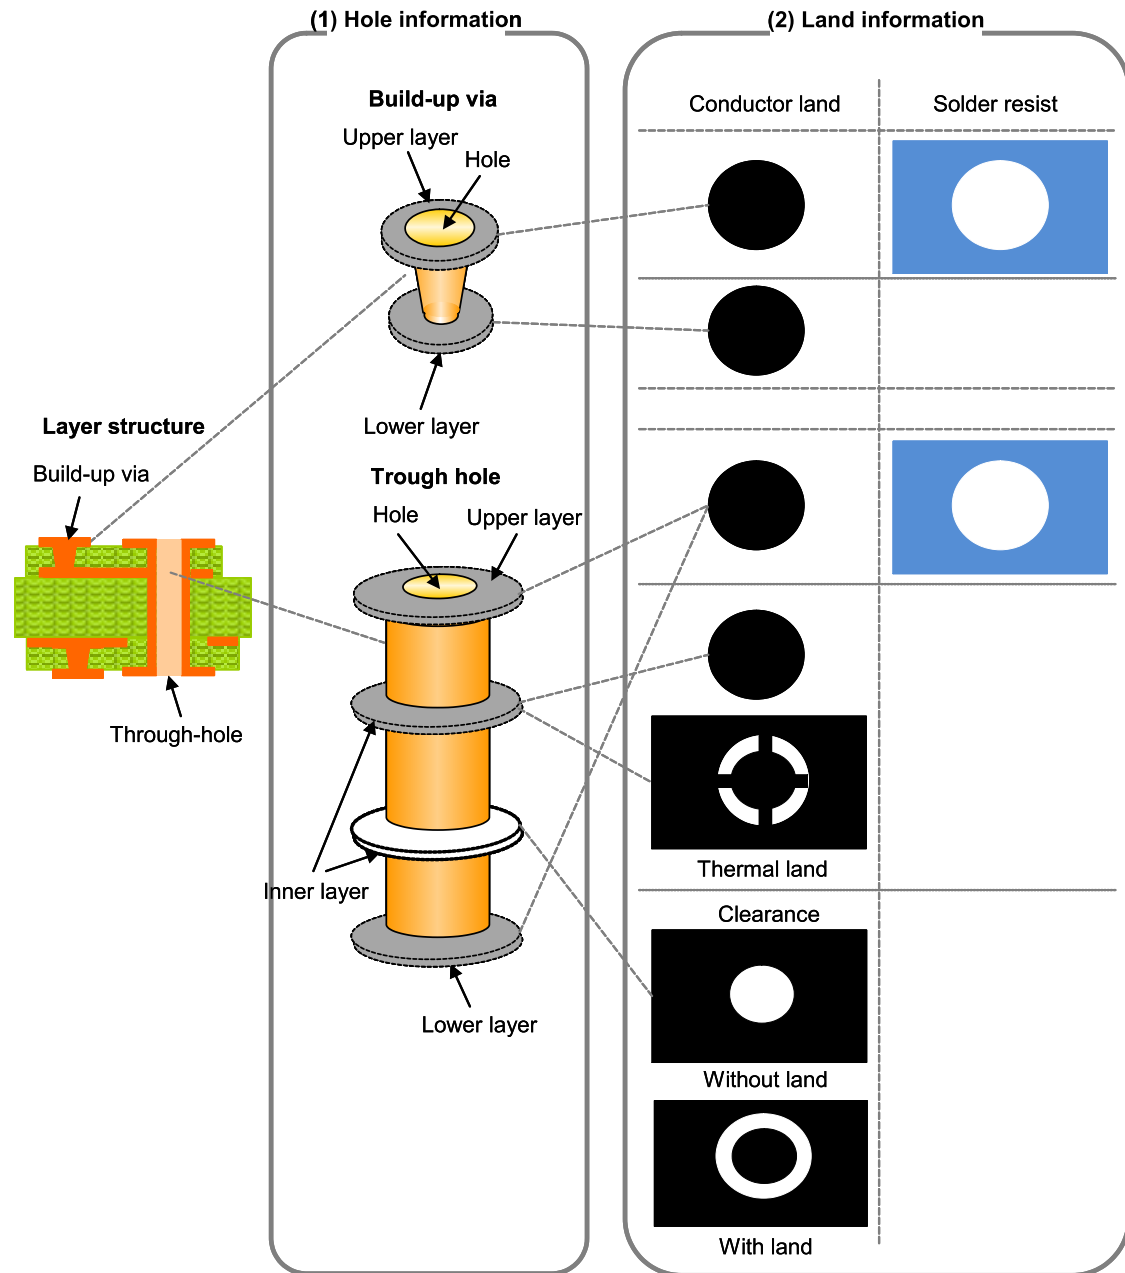 (1) Hole information
(2) Land information
Build-up via
Upper layer
Hole
Lower layer
Conductor land
Solder resist
Layer structure
Build-up via
Through-hole
Trough hole
Hole
Upper layer
Inner layer
Lower layer
Thermal land
Clearance
Without land
With land